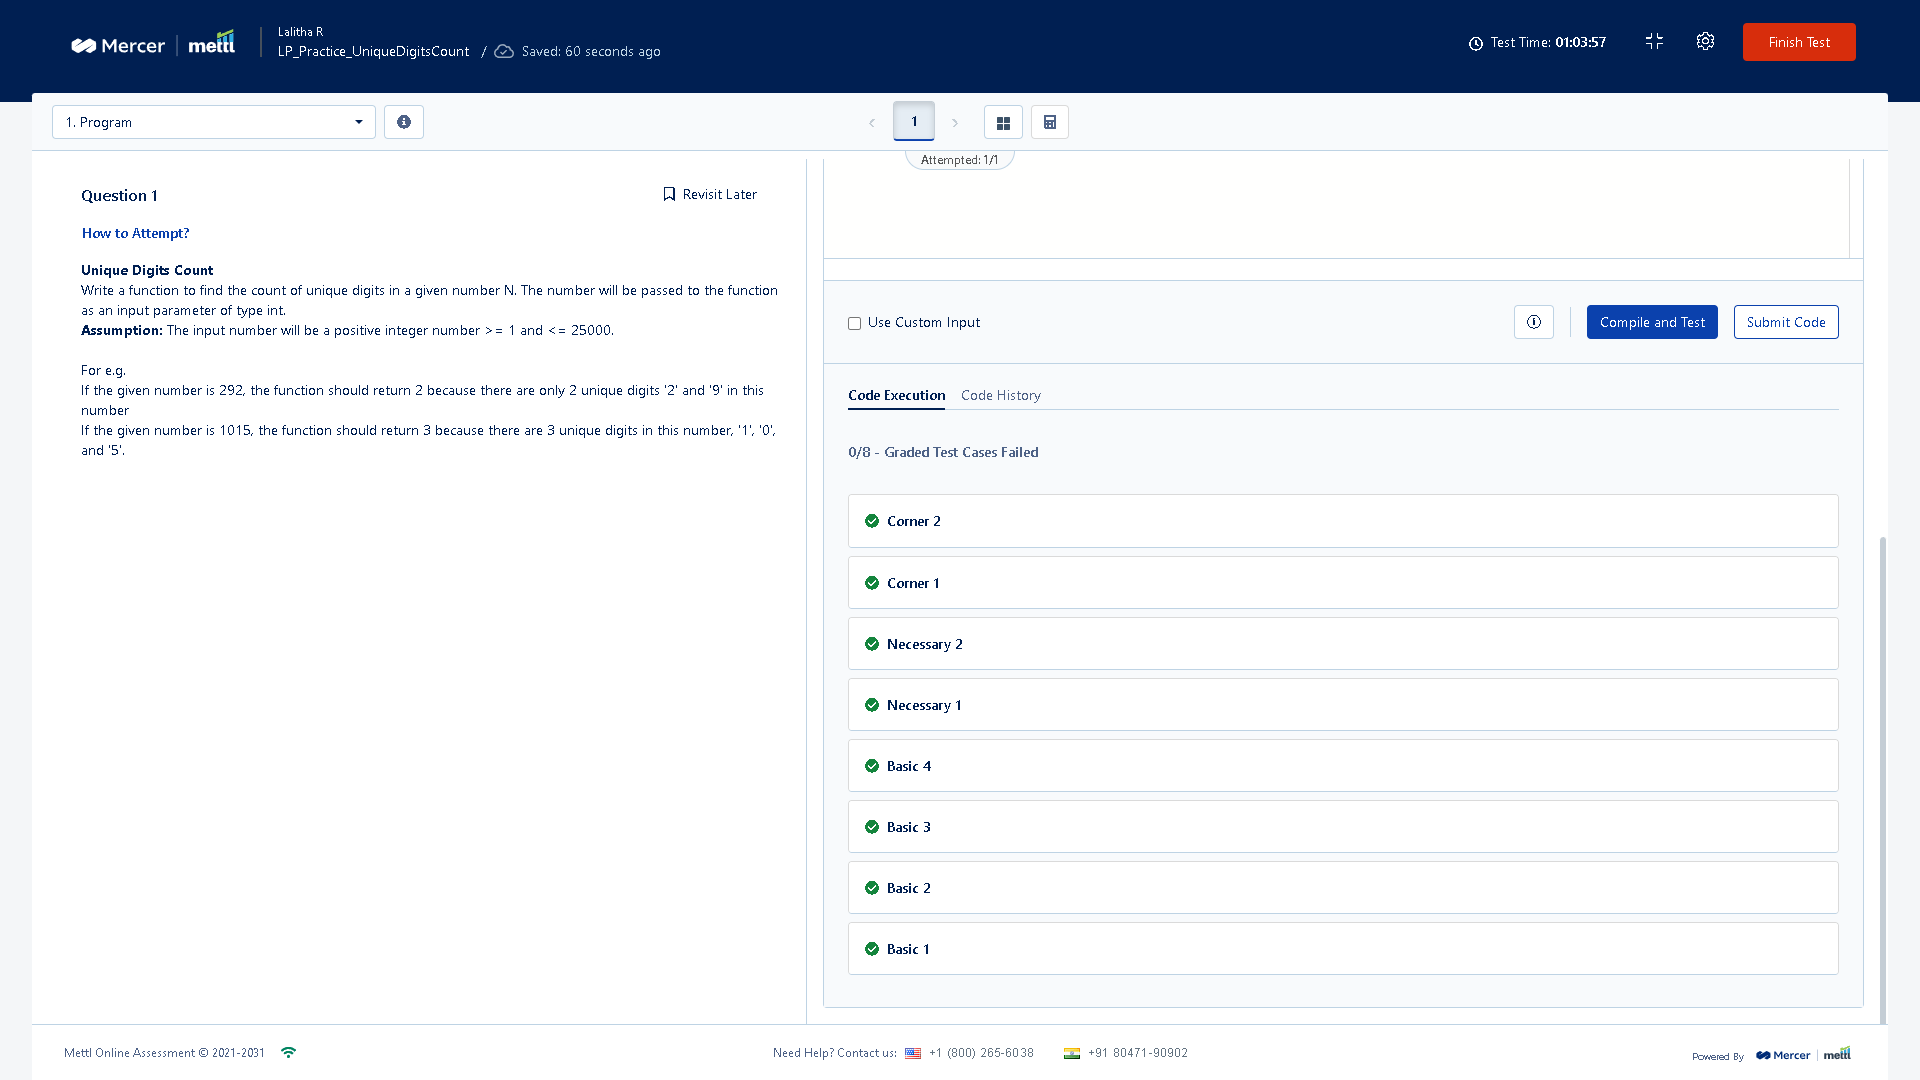 Mercer | mettl
Lalitha R
LP_Practice_UniqueDigitsCount / Saved: 60 seconds ago
Test Time: 01:03:57
Finish Test
1. Program
1
Attempted: 1/1
Question 1
Revisit Later
How to Attempt?
Unique Digits Count
Write a function to find the count of unique digits in a given number N. The number will be passed to the function
as an input parameter of type int.
Assumption: The input number will be a positive integer number >= 1 and <= 25000.
For e.g.
If the given number is 292, the function should return 2 because there are only 2 unique digits '2' and '9' in this
number
If the given number is 1015, the function should return 3 because there are 3 unique digits in this number, '1', '0',
and '5'.
Use Custom Input
Compile and Test
Submit Code
Code Execution
Code History
0/8 - Graded Test Cases Failed
Corner 2
Corner 1
Necessary 2
Necessary 1
Basic 4
Basic 3
Basic 2
Basic 1
Mettl Online Assessment © 2021-2031
Need Help? Contact us: +1 (800) 265-6038 +91 80471-90902
Powered By Mercer | mettl